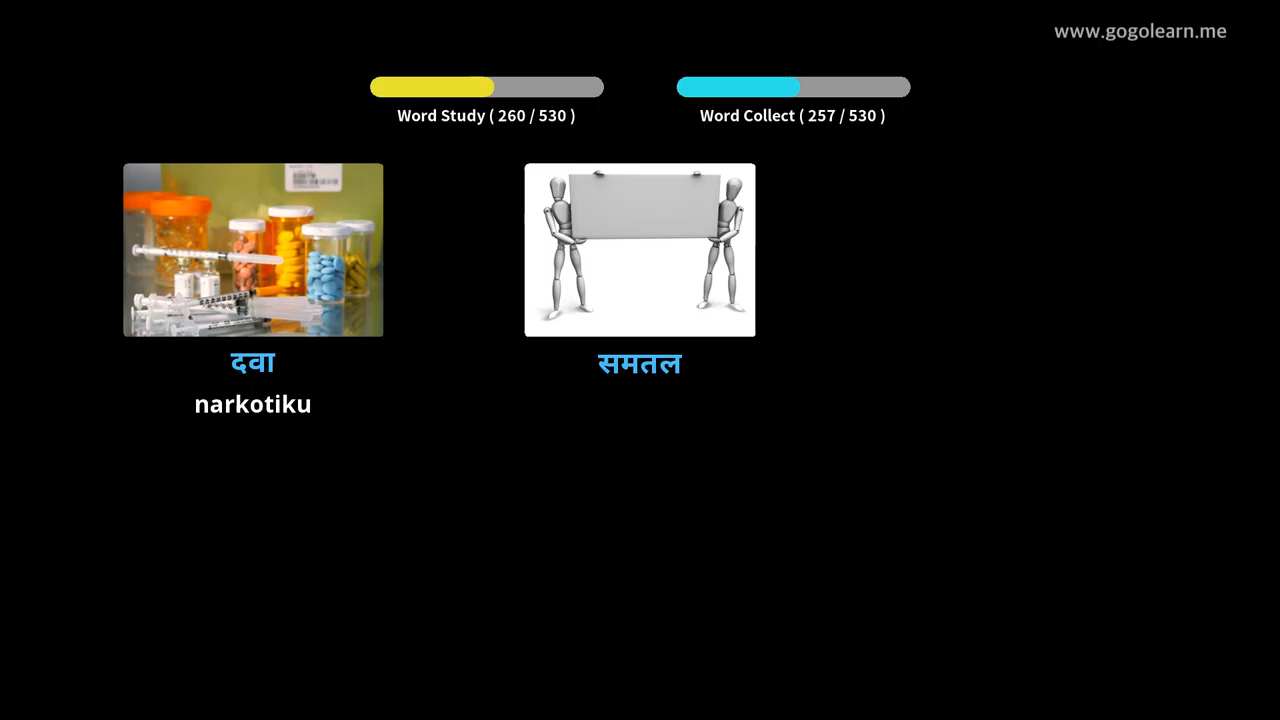 www.gogolearn.me
Word Study ( 260 / 530 )
Word Collect ( 257 / 530 )
दवा
narkotiku
समतल